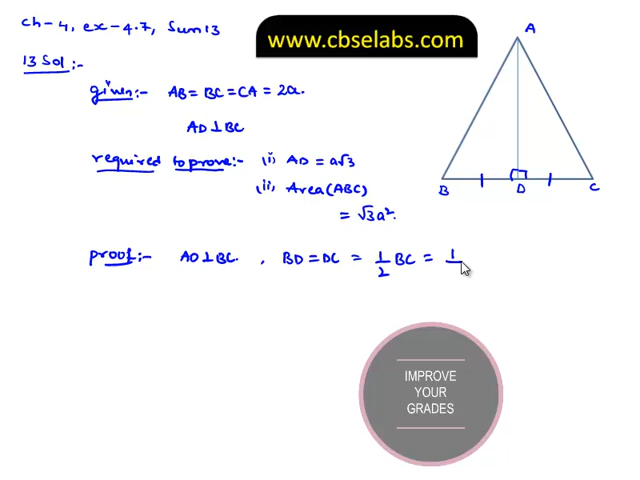 ch-4, ex-4.7, Sum 13
www.cbselabs.com
13 Sol:-
given:- AB = BC = CA = 2a.
AD ⊥ BC
required to prove:- (i) AD = a√3
(ii) Area(ABC)
= √3a².
A
B
D
C
proof:- AD ⊥ BC. , BD = DC = 1/2 BC = 1/
IMPROVE
YOUR
GRADES